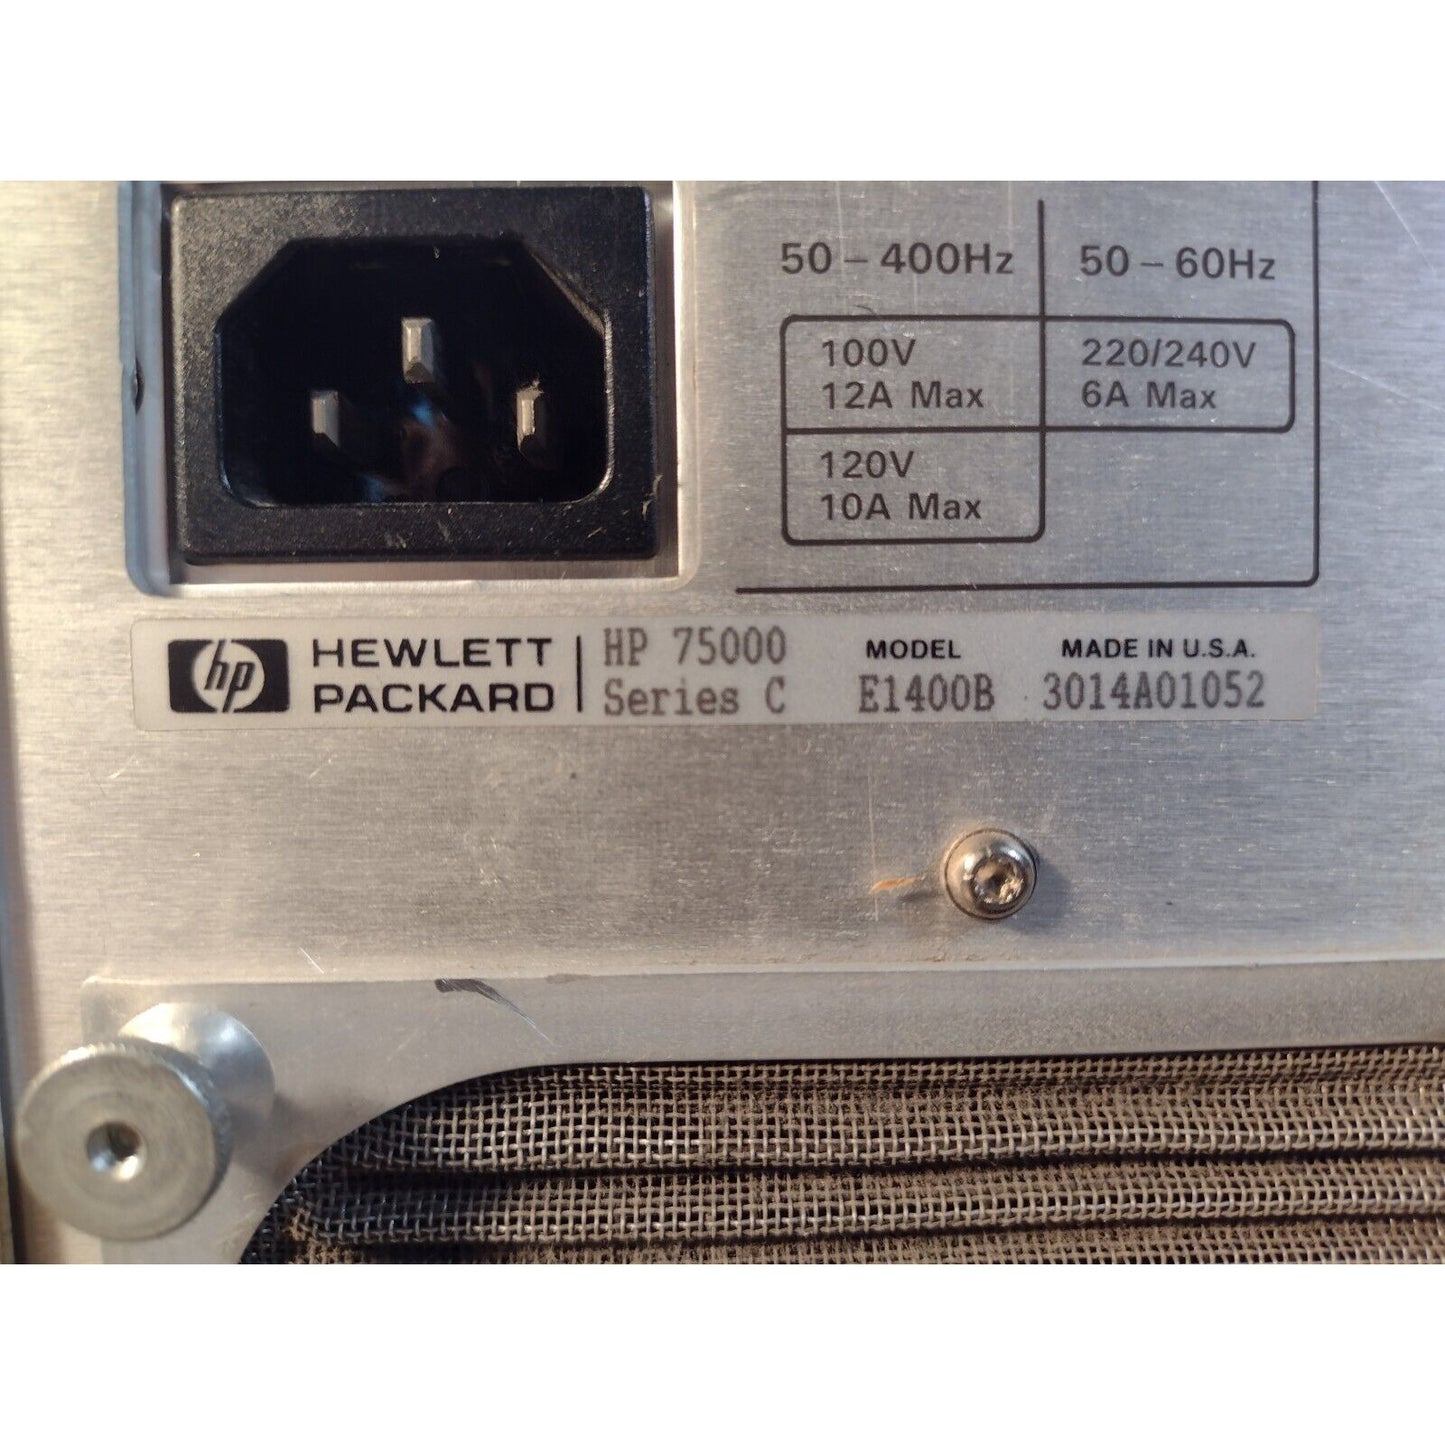 50 – 400Hz 50 – 60Hz
100V 220/240V
12A Max 6A Max
120V
10A Max
hp HEWLETT PACKARD HP 75000 MODEL MADE IN U.S.A.
Series C E1400B 3014A01052